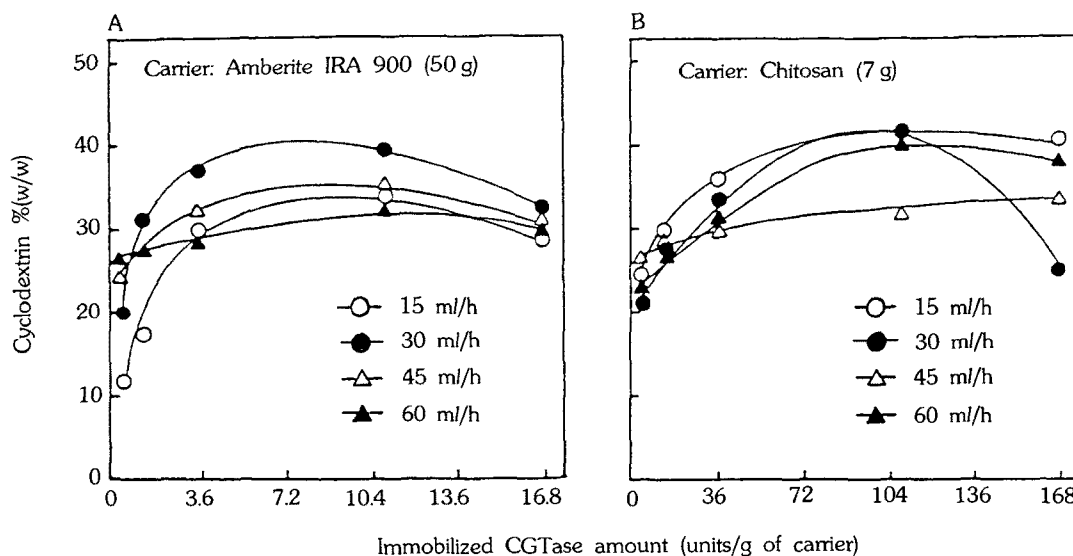 A
B
Carrier: Amberite IRA 900 (50 g)
Carrier: Chitosan (7 g)
Cyclodextrin %(w/w)
50
40
30
20
10
0
15 ml/h
30 ml/h
45 ml/h
60 ml/h
15 ml/h
30 ml/h
45 ml/h
60 ml/h
0 3.6 7.2 10.4 13.6 16.8
0 36 72 104 136 168
Immobilized CGTase amount (units/g of carrier)